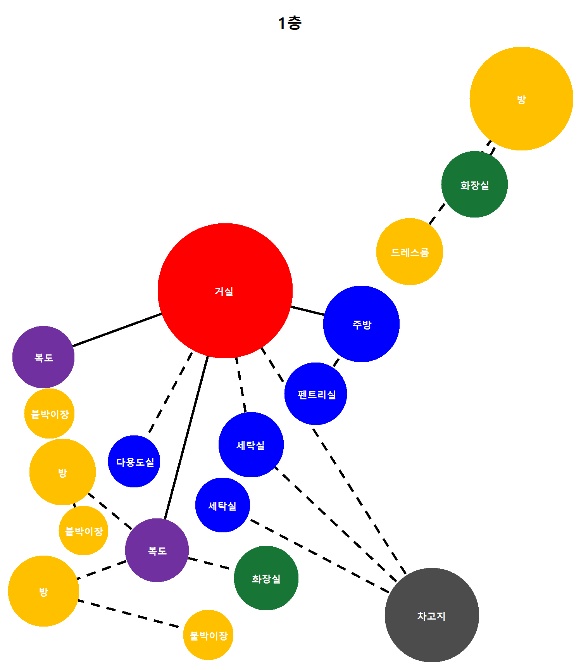 1층
방
화장실
드레스룸
거실
주방
복도
팬트리실
붙박이장
세탁실
다용도실
방
세탁실
붙박이장
복도
화장실
방
차고지
붙박이장